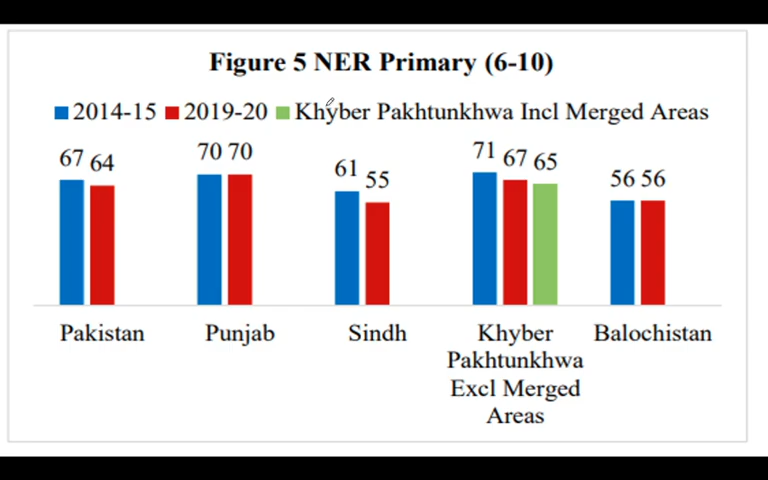 Figure 5 NER Primary (6-10)
2014-15 2019-20 Khyber Pakhtunkhwa Incl Merged Areas
67 64 70 70 61 55 71 67 65 56 56
Pakistan Punjab Sindh Khyber Pakhtunkhwa Excl Merged Areas Balochistan